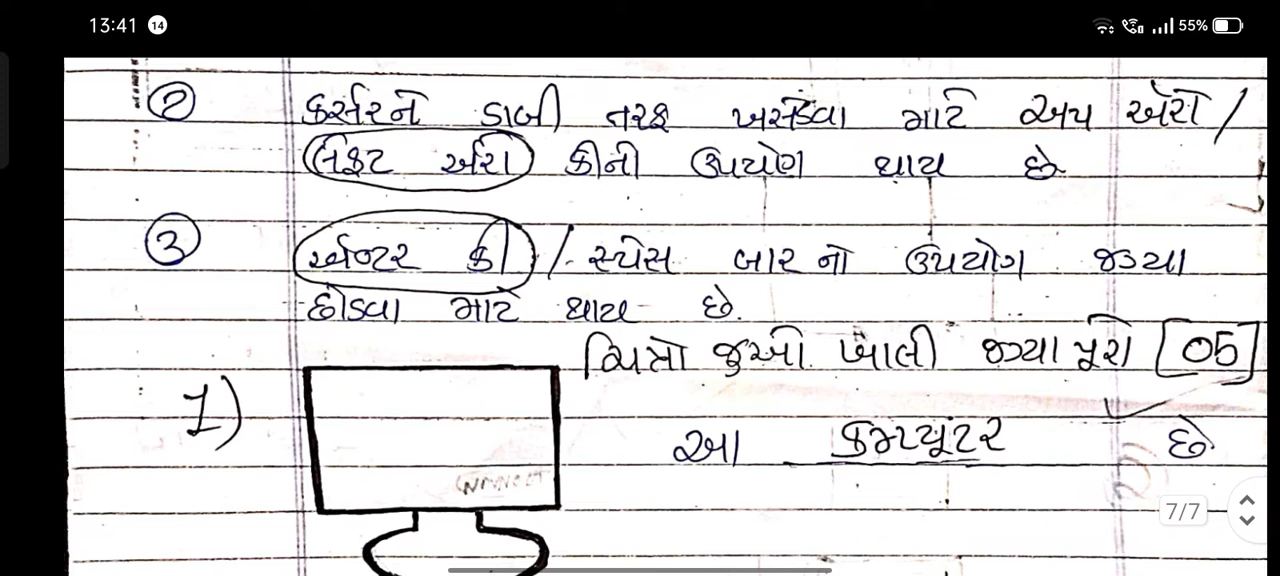 13:41 14 55%
② કર્સરને ડાબી તરફ ખસેડવા માટે અપ એરો /
લેફ્ટ એરો કીનો ઉપયોગ થાય છે.
③ એન્ટર કી / સ્પેસ બાર નો ઉપયોગ જગ્યા
છોડવા માટે થાય છે.
ચિત્રો જુઓ ખાલી જગ્યા પૂરો 05
1) આ કમ્પ્યૂટર છે.
7/7